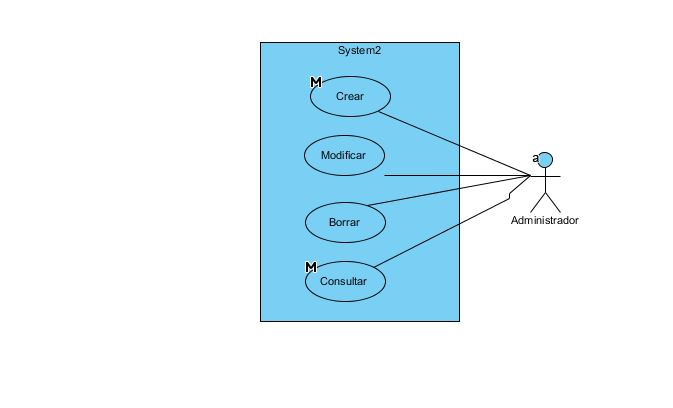 System2
M
Crear
Modificar
a
Administrador
Borrar
M
Consultar